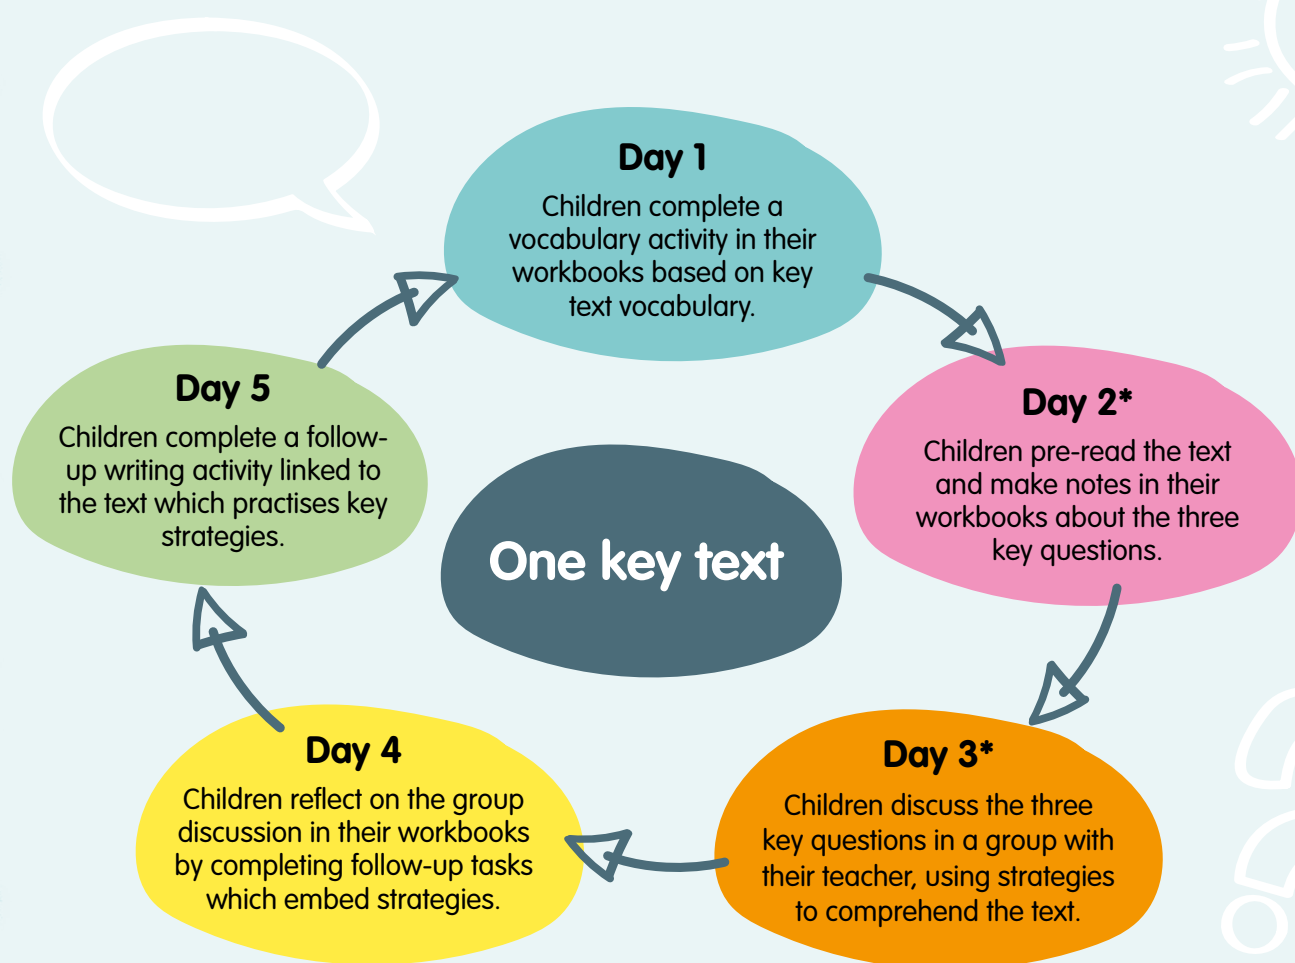 Day 1
Children complete a
vocabulary activity in their
workbooks based on key
text vocabulary.
Day 2*
Children pre-read the text
and make notes in their
workbooks about the three
key questions.
Day 3*
Children discuss the three
key questions in a group with
their teacher, using strategies
to comprehend the text.
Day 4
Children reflect on the group
discussion in their workbooks
by completing follow-up tasks
which embed strategies.
Day 5
Children complete a follow-
up writing activity linked to
the text which practises key
strategies.
One key text